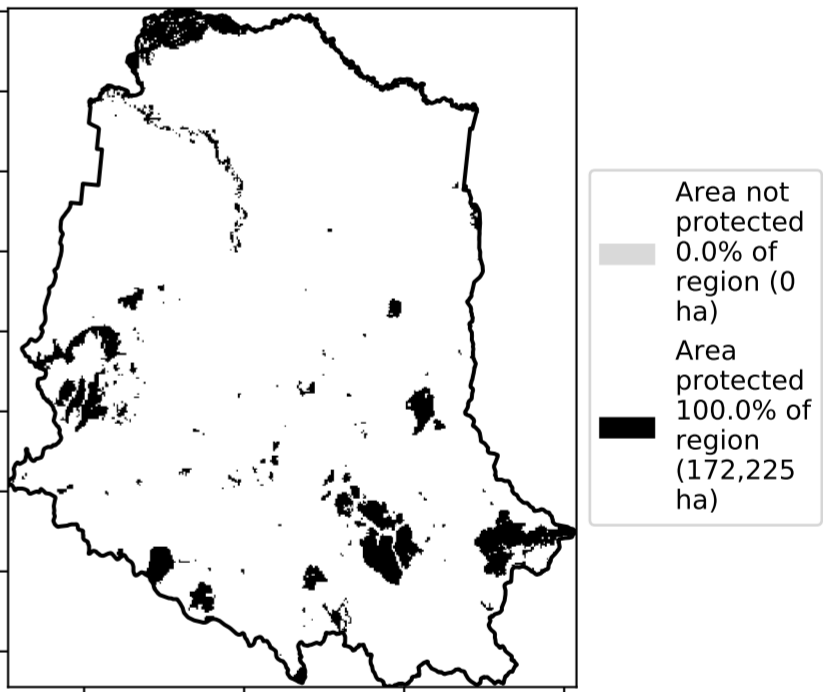 Area not
protected
0.0% of
region (0
ha)
Area
protected
100.0% of
region
(172,225
ha)